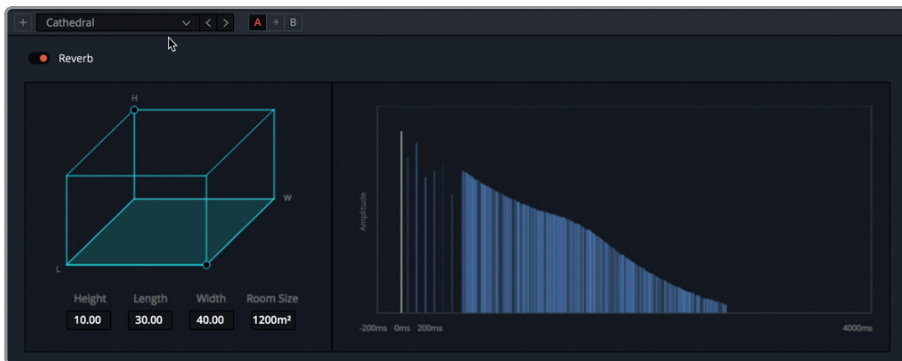 + Cathedral < > A → B
Reverb
H
W
L
Height Length Width Room Size
10.00 30.00 40.00 1200m²
Amplitude
-200ms 0ms 200ms 4000ms